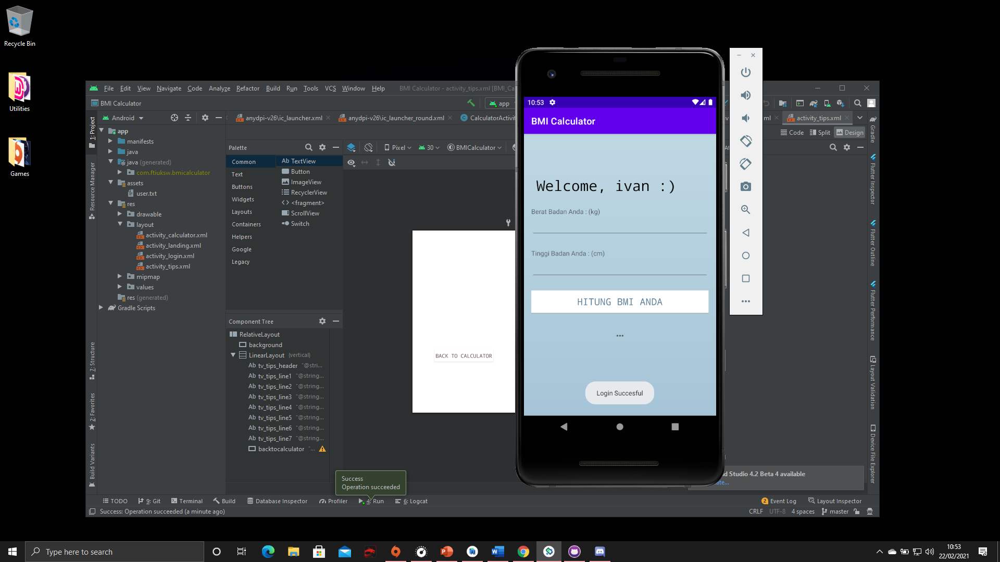 Recycle Bin
Utilities
Games
File Edit View Navigate Code Analyze Refactor Build Run Tools VCS Window Help BMI Calculator - activity_tips.xml [BMI_Ca
BMI Calculator
app
Android
anydpi-v26\ic_launcher.xml
anydpi-v26\ic_launcher_round.xml
CalculatorActivi
activity_tips.xml
Code Split Design
1: Project
Resource Manager
7: Structure
2: Favorites
Build Variants
app
manifests
java
java (generated)
com.ftiuksw.bmicalculator
assets
user.txt
res
drawable
layout
activity_calculator.xml
activity_landing.xml
activity_login.xml
activity_tips.xml
mipmap
values
res (generated)
Gradle Scripts
Palette
Common
Text
Buttons
Widgets
Layouts
Containers
Helpers
Google
Legacy
Ab TextView
Button
ImageView
RecyclerView
<fragment>
ScrollView
Switch
Pixel 30 BMICalculator
Component Tree
RelativeLayout
background
LinearLayout (vertical)
Ab tv_tips_header "@stri...
Ab tv_tips_line1 "@string...
Ab tv_tips_line2 "@string...
Ab tv_tips_line3 "@string...
Ab tv_tips_line4 "@string...
Ab tv_tips_line5 "@string...
Ab tv_tips_line6 "@string...
Ab tv_tips_line7 "@string...
backtocalculator "...
BACK TO CALCULATOR
10:53
BMI Calculator
Welcome, ivan :)
Berat Badan Anda : (kg)
Tinggi Badan Anda : (cm)
HITUNG BMI ANDA
...
Login Succesful
Gradle
Flutter Inspector
Flutter Outline
Flutter Performance
Layout Validation
Device File Explorer
Success
Operation succeeded
d Studio 4.2 Beta 4 available
ate...
TODO 9: Git Terminal Build Database Inspector Profiler 4: Run 6: Logcat 2 Event Log Layout Inspector
Success: Operation succeeded (a minute ago) CRLF UTF-8 4 spaces master
Type here to search
10:53
22/02/2021